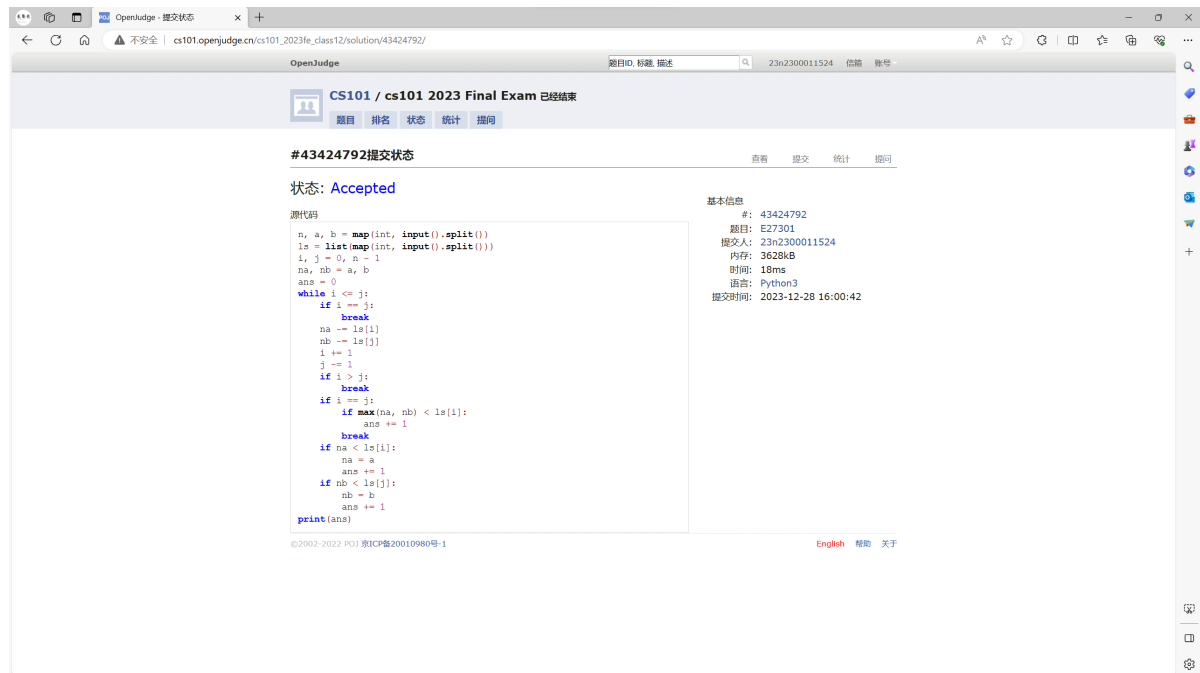 OpenJudge - 提交状态
不安全 cs101.openjudge.cn/cs101_2023fe_class12/solution/43424792/
OpenJudge 题目ID, 标题, 描述 23n2300011524 信箱 账号
CS101 / cs101 2023 Final Exam 已经结束
题目 排名 状态 统计 提问
#43424792提交状态 查看 提交 统计 提问
状态: Accepted
源代码
n, a, b = map(int, input().split())
ls = list(map(int, input().split()))
i, j = 0, n - 1
na, nb = a, b
ans = 0
while i <= j:
    if i == j:
        break
    na -= ls[i]
    nb -= ls[j]
    i += 1
    j -= 1
    if i > j:
        break
    if i == j:
        if max(na, nb) < ls[i]:
            ans += 1
        break
    if na < ls[i]:
        na = a
        ans += 1
    if nb < ls[j]:
        nb = b
        ans += 1
print(ans)
基本信息
#: 43424792
题目: E27301
提交人: 23n2300011524
内存: 3628kB
时间: 18ms
语言: Python3
提交时间: 2023-12-28 16:00:42
©2002-2022 POJ 京ICP备20010980号-1 English 帮助 关于